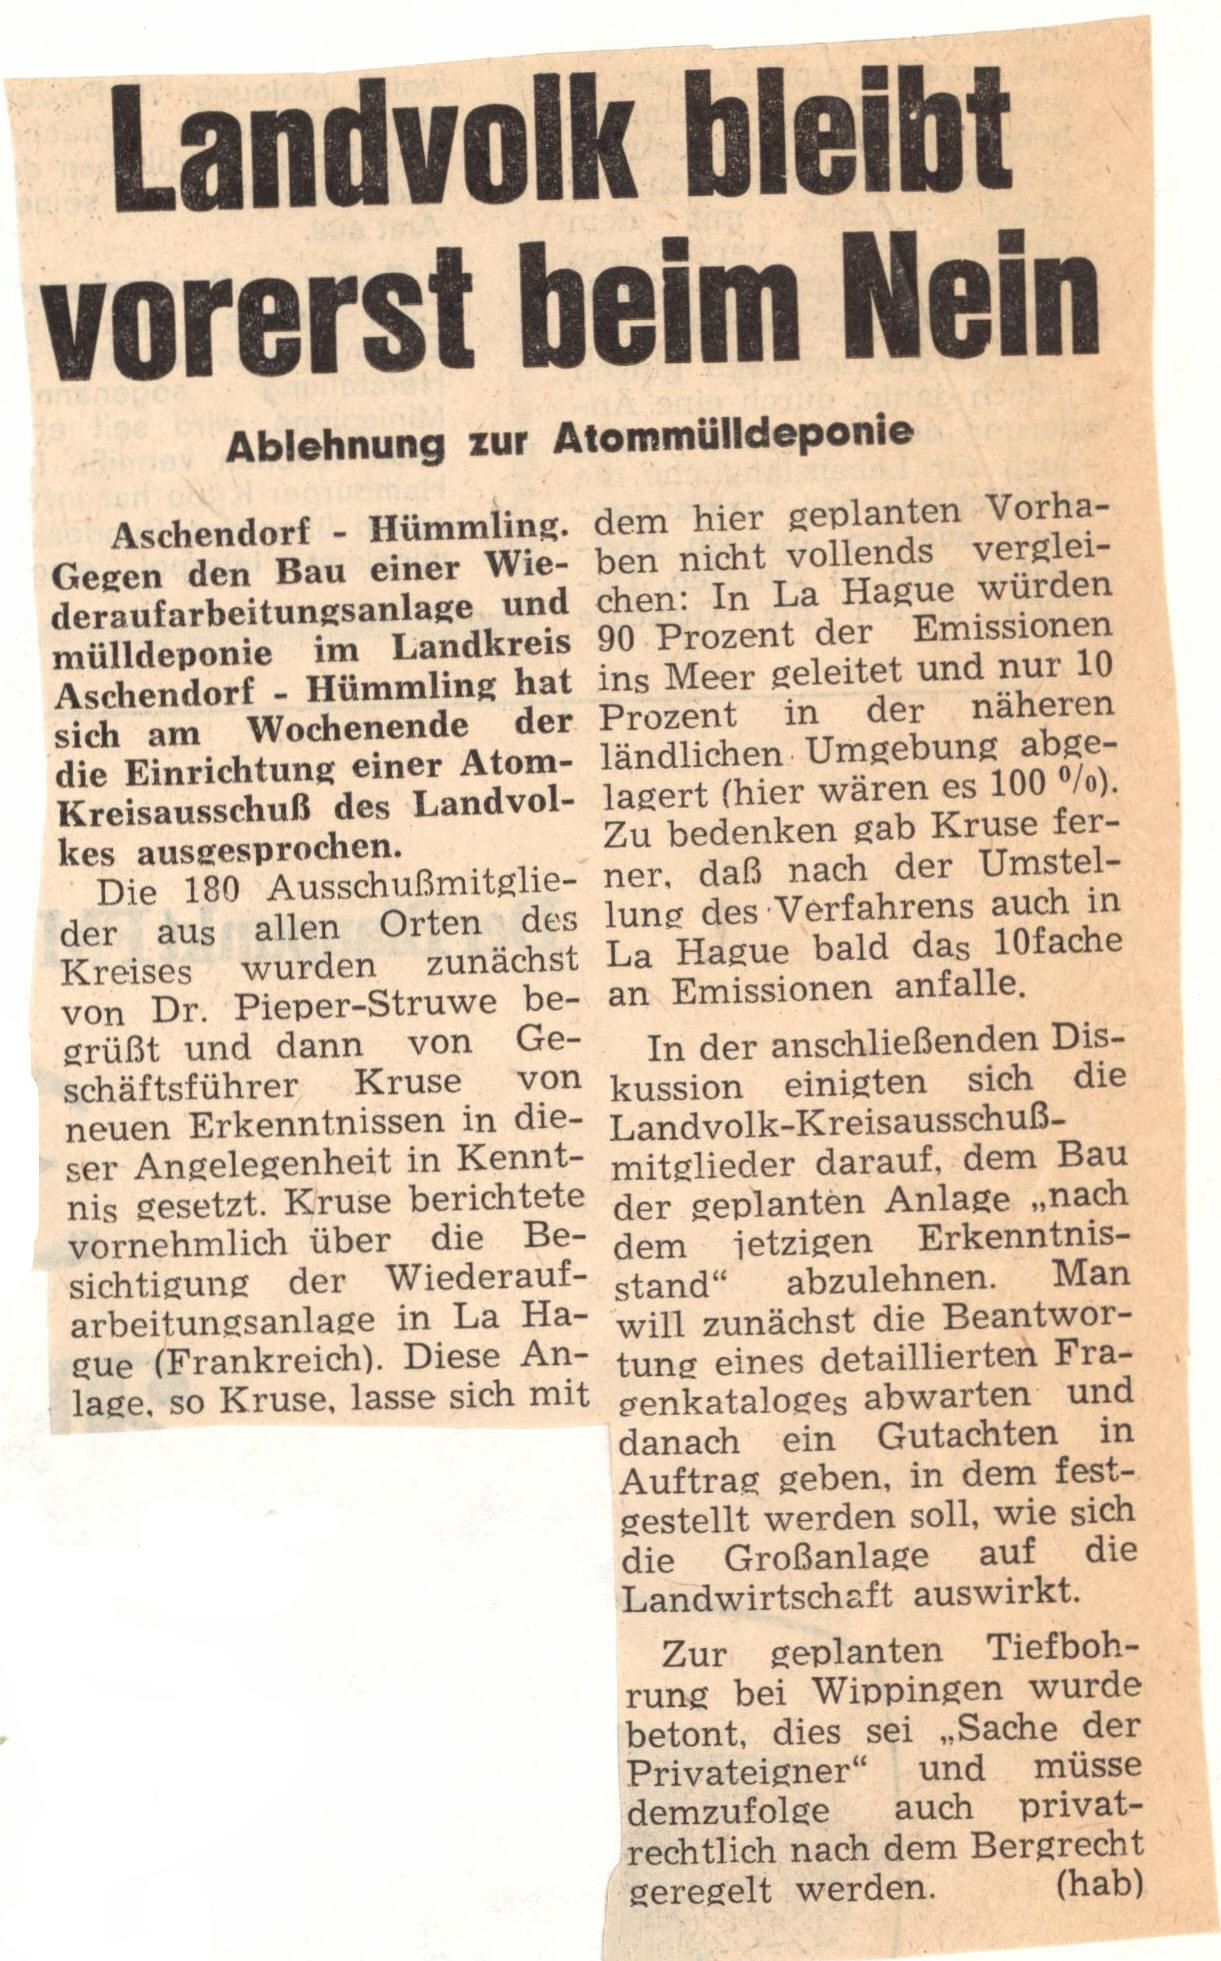 Landvolk bleibt
vorerst beim Nein
Ablehnung zur Atommülldeponie
Aschendorf - Hümmling.
Gegen den Bau einer Wie-
deraufarbeitungsanlage und
mülldeponie im Landkreis
Aschendorf - Hümmling hat
sich am Wochenende der
die Einrichtung einer Atom-
Kreisausschuß des Landvol-
kes ausgesprochen.
Die 180 Ausschußmitglie-
der aus allen Orten des
Kreises wurden zunächst
von Dr. Pieper-Struwe be-
grüßt und dann von Ge-
schäftsführer Kruse von
neuen Erkenntnissen in die-
ser Angelegenheit in Kennt-
nis gesetzt. Kruse berichtete
vornehmlich über die Be-
sichtigung der Wiederauf-
arbeitungsanlage in La Ha-
gue (Frankreich). Diese An-
lage, so Kruse, lasse sich mit
dem hier geplanten Vorha-
ben nicht vollends verglei-
chen: In La Hague würden
90 Prozent der Emissionen
ins Meer geleitet und nur 10
Prozent in der näheren
ländlichen Umgebung abge-
lagert (hier wären es 100 %).
Zu bedenken gab Kruse fer-
ner, daß nach der Umstel-
lung des Verfahrens auch in
La Hague bald das 10fache
an Emissionen anfalle.
In der anschließenden Dis-
kussion einigten sich die
Landvolk-Kreisausschuß-
mitglieder darauf, dem Bau
der geplanten Anlage „nach
dem jetzigen Erkenntnis-
stand“ abzulehnen. Man
will zunächst die Beantwor-
tung eines detaillierten Fra-
genkataloges abwarten und
danach ein Gutachten in
Auftrag geben, in dem fest-
gestellt werden soll, wie sich
die Großanlage auf die
Landwirtschaft auswirkt.
Zur geplanten Tiefboh-
rung bei Wippingen wurde
betont, dies sei „Sache der
Privateigner“ und müsse
demzufolge auch privat-
rechtlich nach dem Bergrecht
geregelt werden. (hab)